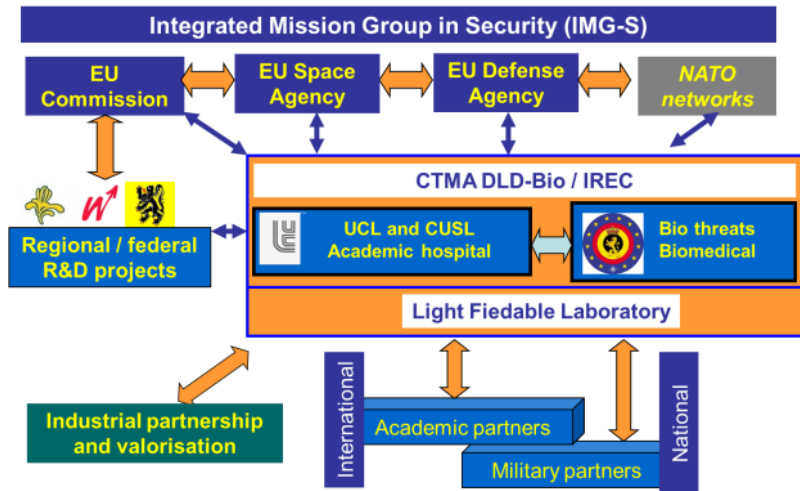 Integrated Mission Group in Security (IMG-S)
EU
Commission
EU Space
Agency
EU Defense
Agency
NATO
networks
CTMA DLD-Bio / IREC
UCL and CUSL
Academic hospital
Bio threats
Biomedical
Regional / federal
R&D projects
Light Fiedable Laboratory
Industrial partnership
and valorisation
International
Academic partners
Military partners
National